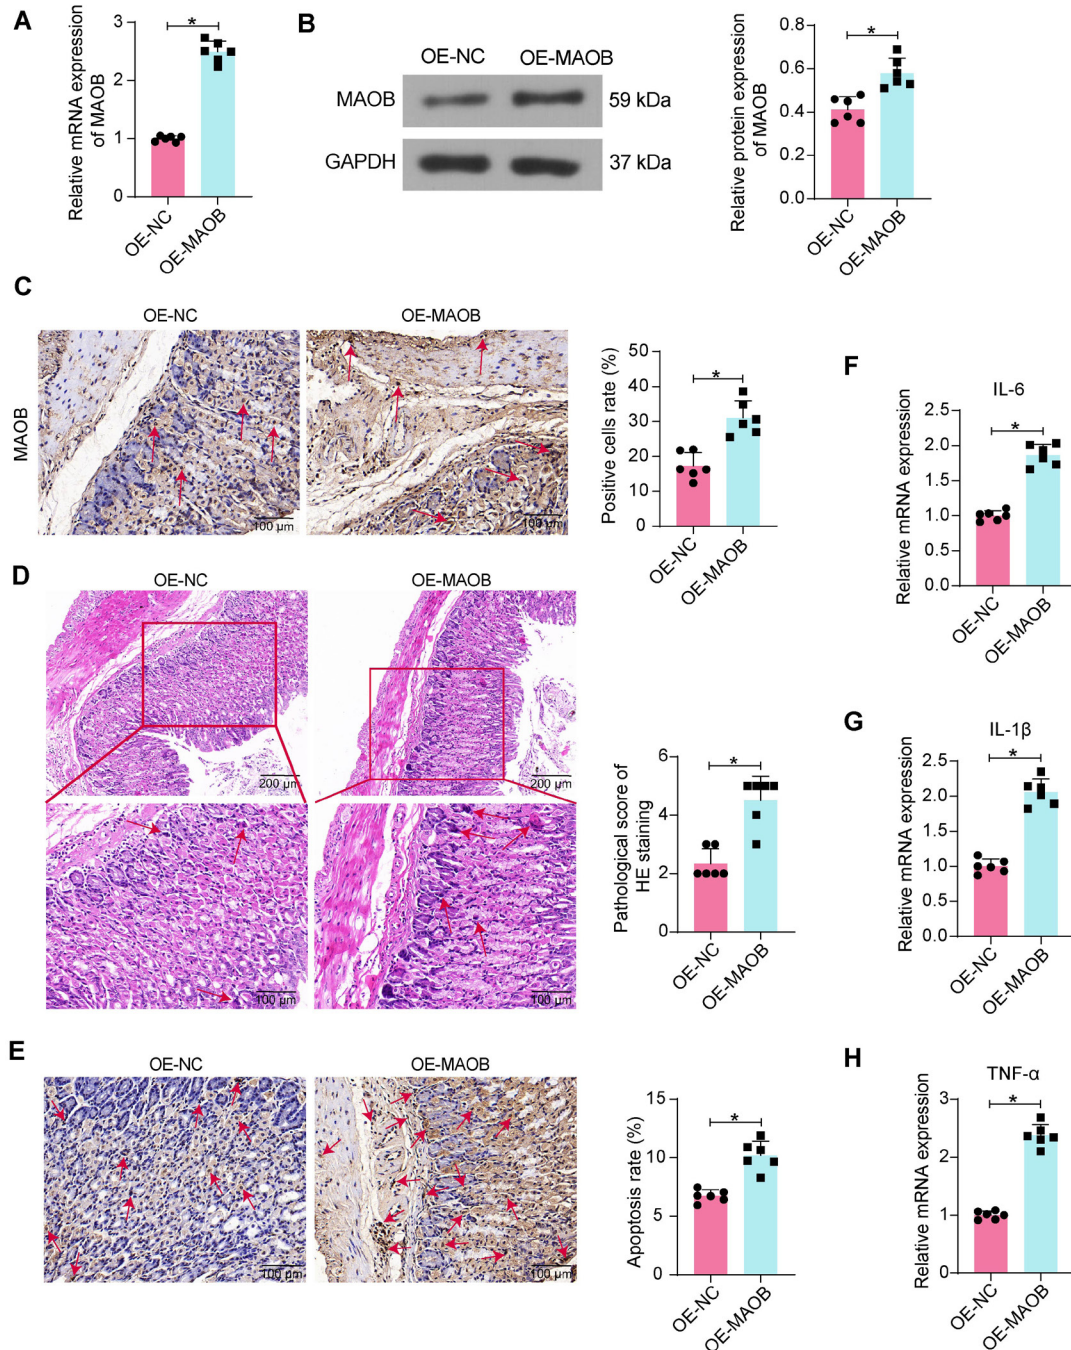 A
Relative mRNA expression
of MAOB
3
2
1
0
*
OE-NC
OE-MAOB
B
OE-NC
OE-MAOB
MAOB
59 kDa
GAPDH
37 kDa
Relative protein expression
of MAOB
0.8
0.6
0.4
0.2
0.0
*
OE-NC
OE-MAOB
C
OE-NC
OE-MAOB
MAOB
100 μm
100 μm
Positive cells rate (%)
50
40
30
20
10
0
*
OE-NC
OE-MAOB
D
OE-NC
OE-MAOB
200 μm
200 μm
100 μm
100 μm
Pathological score of
HE staining
6
4
2
0
*
OE-NC
OE-MAOB
E
OE-NC
OE-MAOB
100 μm
100 μm
Apoptosis rate (%)
15
10
5
0
*
OE-NC
OE-MAOB
F
IL-6
Relative mRNA expression
2.5
2.0
1.5
1.0
0.5
0.0
*
OE-NC
OE-MAOB
G
IL-1β
Relative mRNA expression
2.5
2.0
1.5
1.0
0.5
0.0
*
OE-NC
OE-MAOB
H
TNF-α
Relative mRNA expression
3
2
1
0
*
OE-NC
OE-MAOB